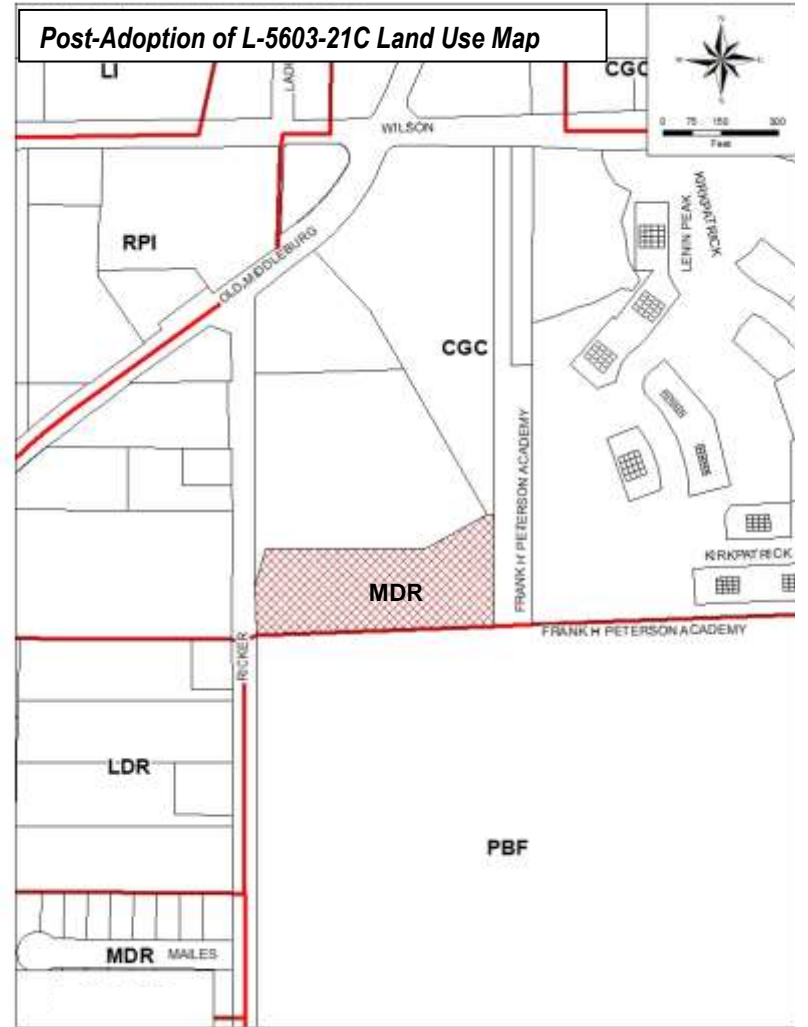 Post-Adoption of L-5603-21C Land Use Map
N
W
E
S
0 75 150 300
Feet
LI
CGC
WILSON
KIRKPATRICK
LENIN PEAK
RPI
OLD MIDDLEBURG
CGC
FRANK H PETERSON ACADEMY
KIRKPATRICK
MDR
FRANK H PETERSON ACADEMY
RICKER
LDR
PBF
MDR
MAILES